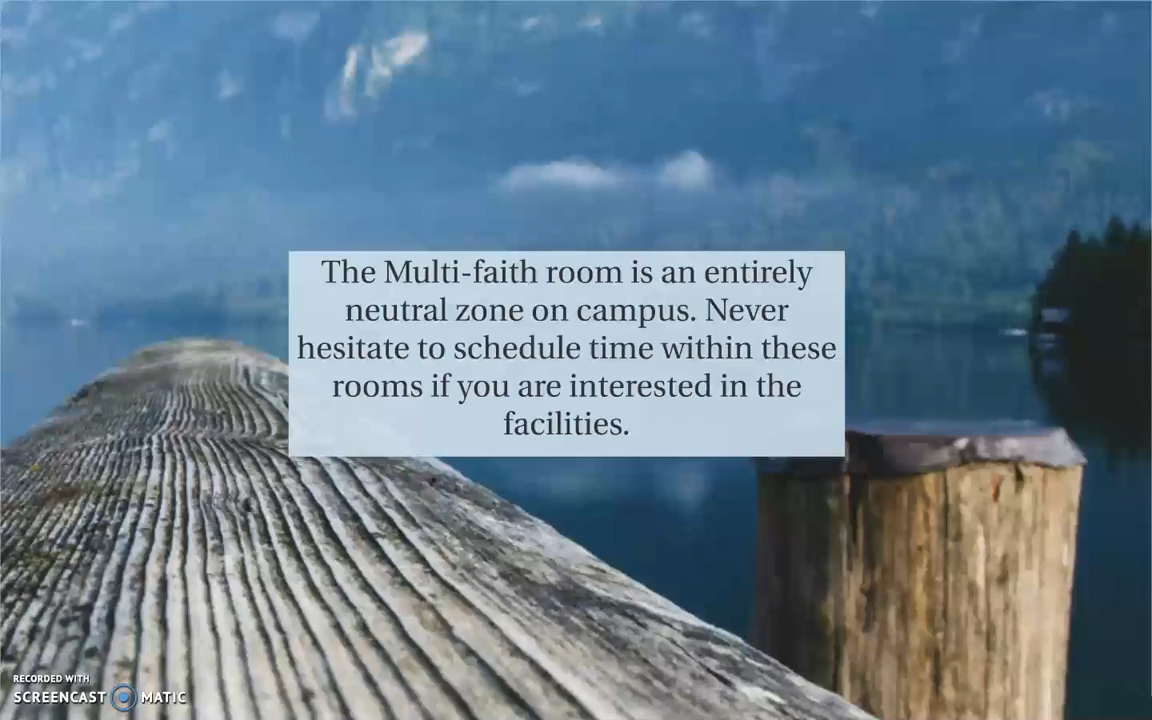 The Multi-faith room is an entirely
neutral zone on campus. Never
hesitate to schedule time within these
rooms if you are interested in the
facilities.
RECORDED WITH
SCREENCAST MATIC